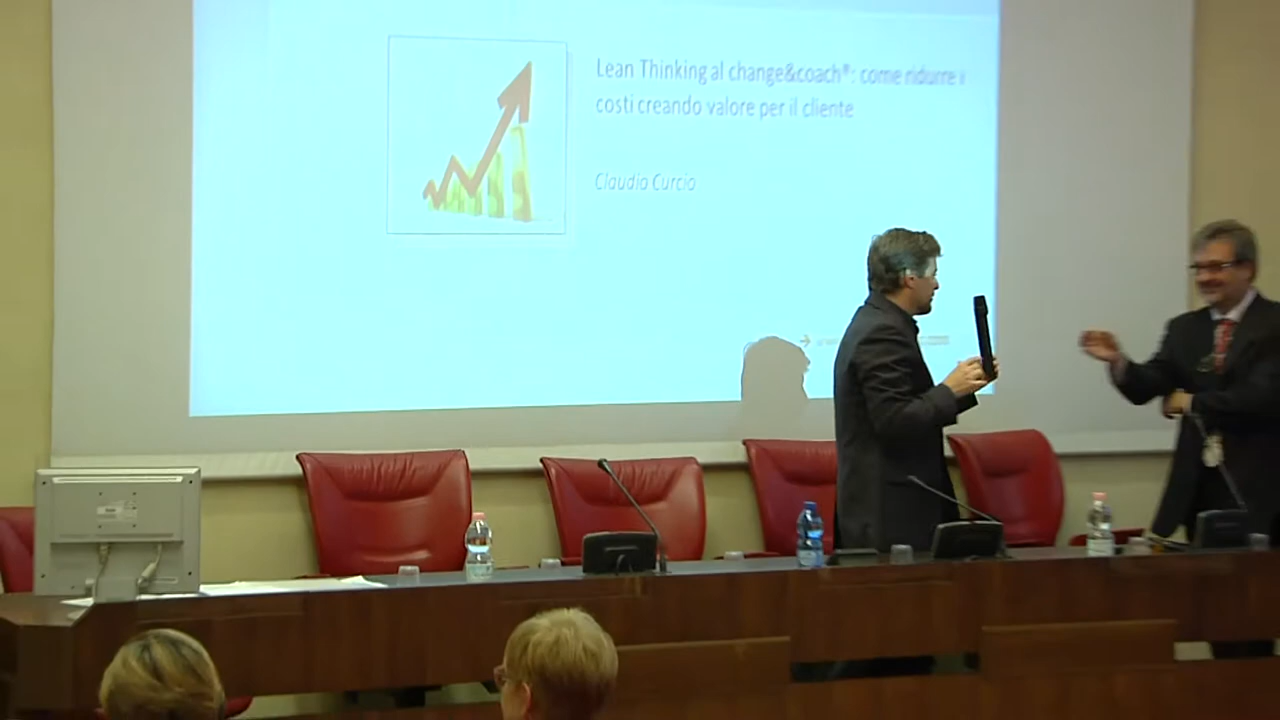 Lean Thinking al change&coach®: come ridurre i
costi creando valore per il cliente
Claudio Curcio